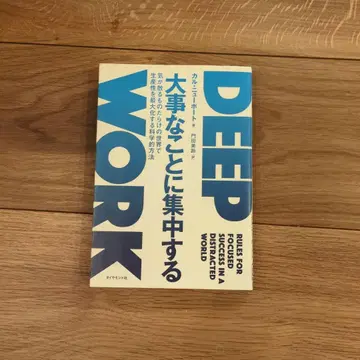 DEEP
WORK
カル・ニューポート 著
門田美鈴 訳
大事なことに集中する
気が散るものだらけの世界で
生産性を最大化する科学的方法
RULES FOR
FOCUSED
SUCCESS IN A
DISTRACTED
WORLD
ダイヤモンド社